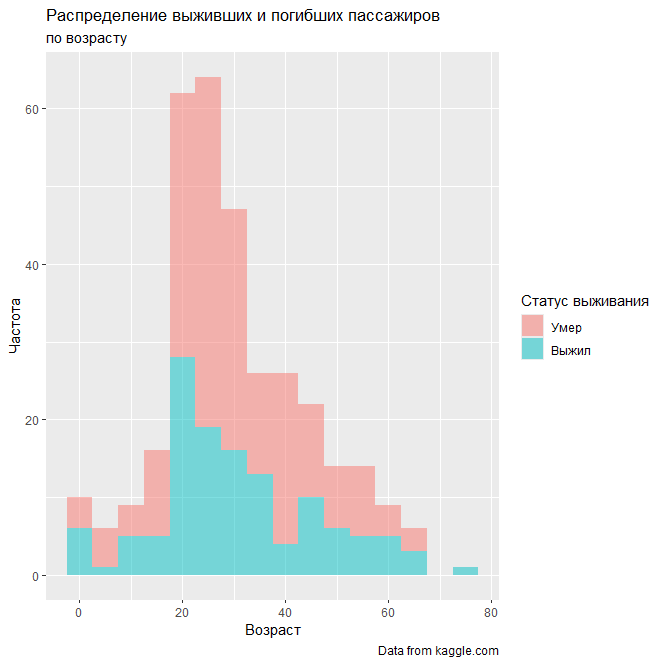 Распределение выживших и погибших пассажиров
по возрасту
60
40
20
0
Частота
0 20 40 60 80
Возраст
Статус выживания
Умер
Выжил
Data from kaggle.com